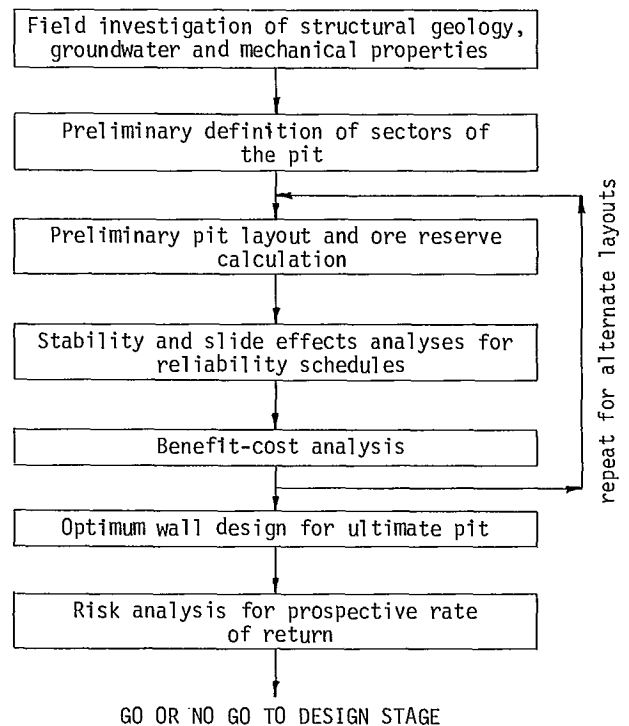 Field investigation of structural geology,
groundwater and mechanical properties
Preliminary definition of sectors of
the pit
Preliminary pit layout and ore reserve
calculation
Stability and slide effects analyses for
reliability schedules
Benefit-cost analysis
repeat for alternate layouts
Optimum wall design for ultimate pit
Risk analysis for prospective rate
of return
GO OR NO GO TO DESIGN STAGE